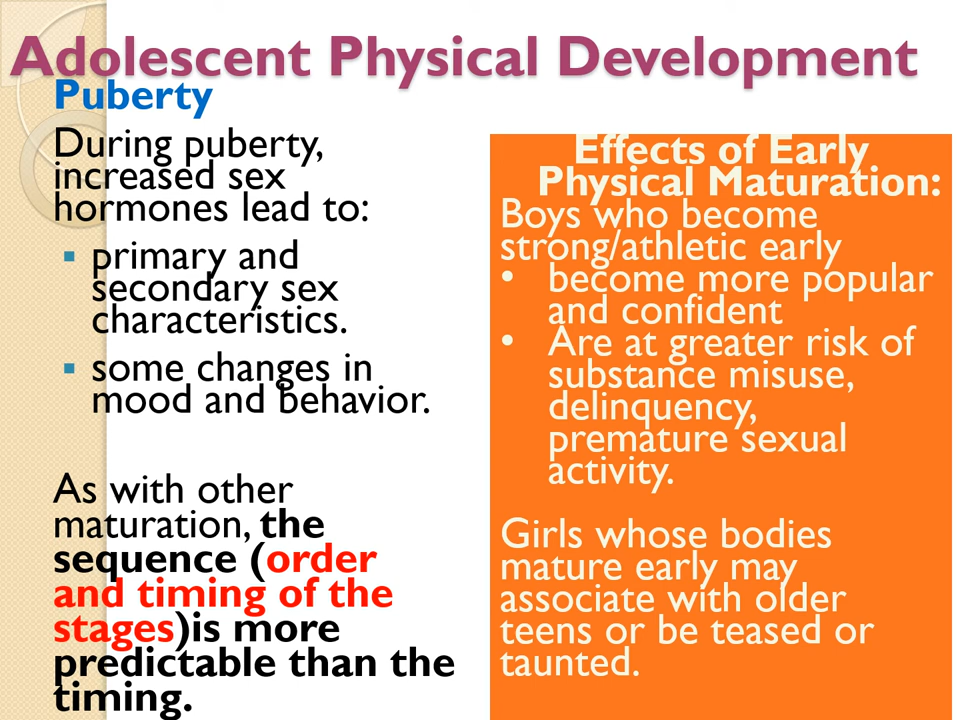 Adolescent Physical Development
Puberty
During puberty,
increased sex
hormones lead to:
▪ primary and
secondary sex
characteristics.
▪ some changes in
mood and behavior.
As with other
maturation, the
sequence (order
and timing of the
stages)is more
predictable than the
timing.
Effects of Early
Physical Maturation:
Boys who become
strong/athletic early
• become more popular
and confident
• Are at greater risk of
substance misuse,
delinquency,
premature sexual
activity.
Girls whose bodies
mature early may
associate with older
teens or be teased or
taunted.